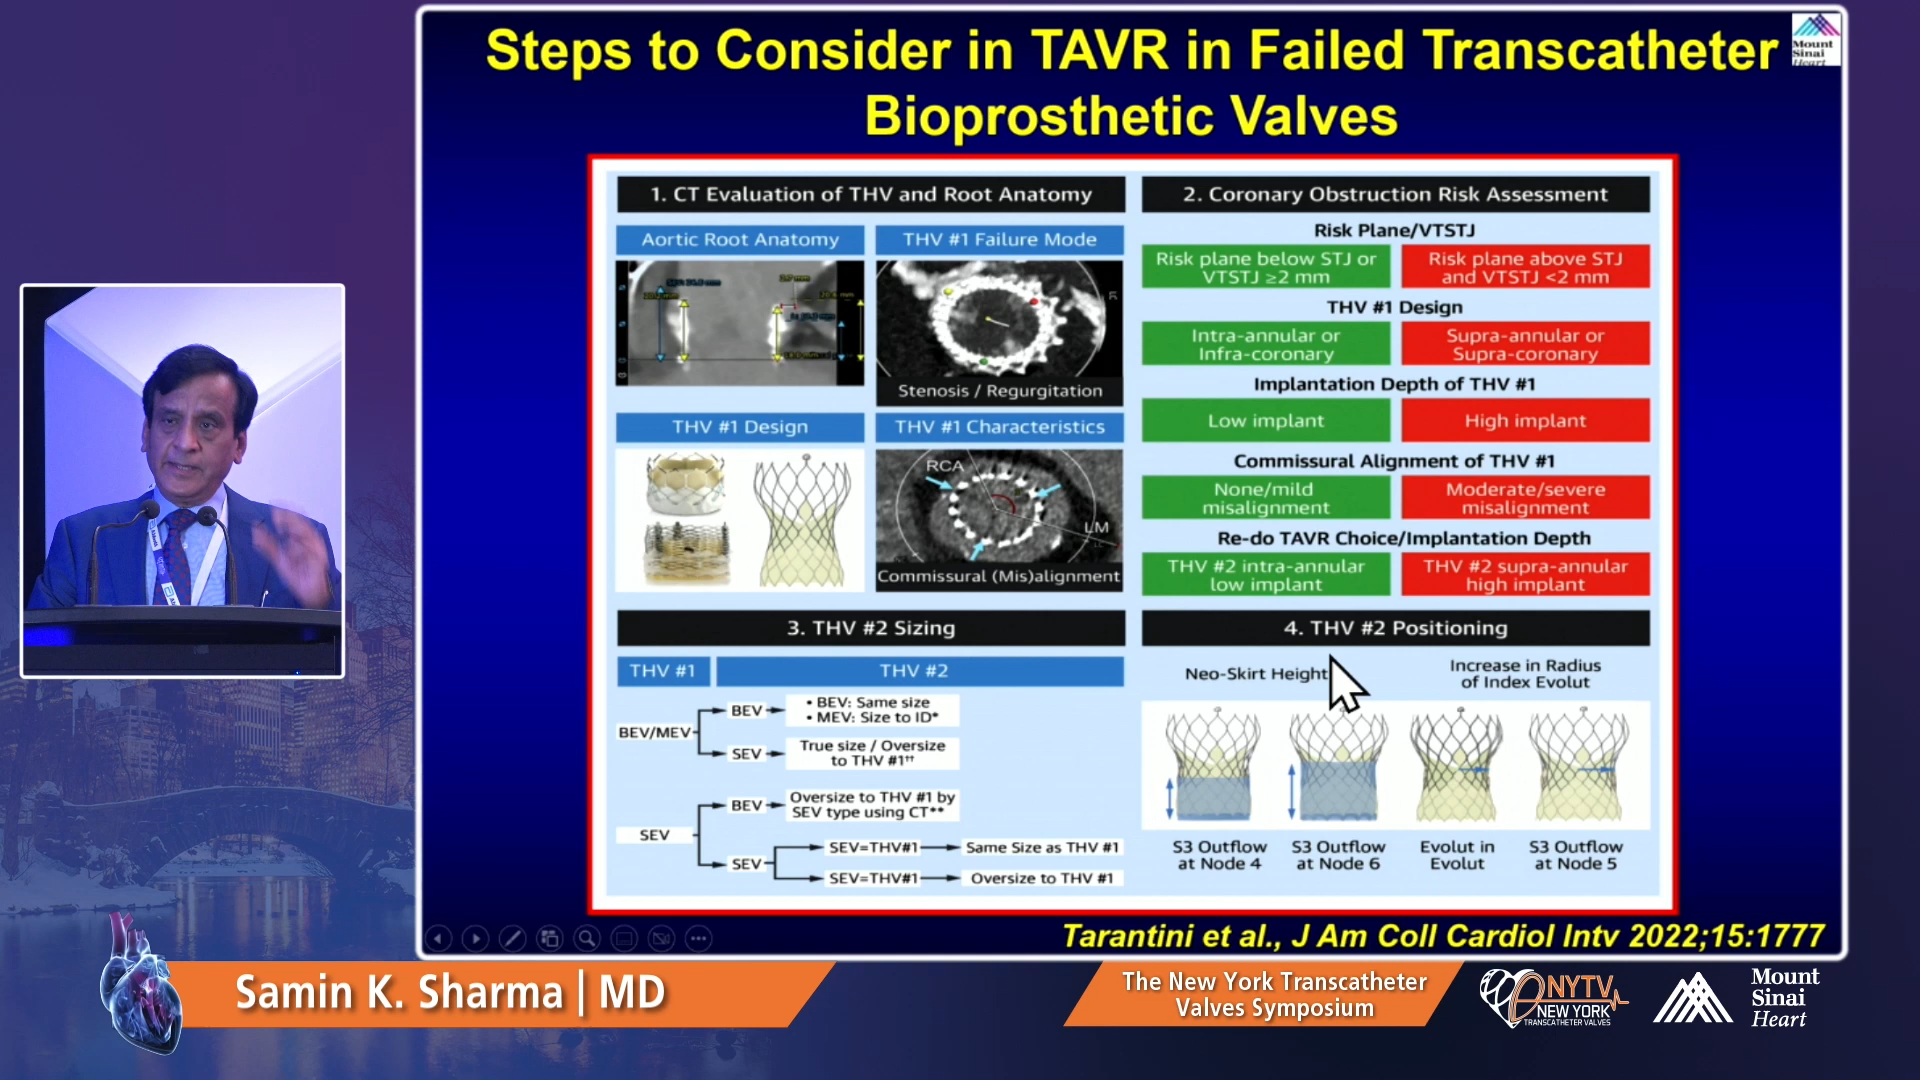 Steps to Consider in TAVR in Failed Transcatheter
Bioprosthetic Valves
Mount
Sinai
Heart
1. CT Evaluation of THV and Root Anatomy
Aortic Root Anatomy
THV #1 Failure Mode
Stenosis / Regurgitation
THV #1 Design
THV #1 Characteristics
RCA
LM
Commissural (Mis)alignment
2. Coronary Obstruction Risk Assessment
Risk Plane/VTSTJ
Risk plane below STJ or
VTSTJ ≥2 mm
Risk plane above STJ
and VTSTJ <2 mm
THV #1 Design
Intra-annular or
Infra-coronary
Supra-annular or
Supra-coronary
Implantation Depth of THV #1
Low implant
High implant
Commissural Alignment of THV #1
None/mild
misalignment
Moderate/severe
misalignment
Re-do TAVR Choice/Implantation Depth
THV #2 intra-annular
low implant
THV #2 supra-annular
high implant
3. THV #2 Sizing
THV #1
THV #2
BEV/MEV
BEV
• BEV: Same size
• MEV: Size to ID*
SEV
True size / Oversize
to THV #1††
SEV
BEV
Oversize to THV #1 by
SEV type using CT**
SEV
SEV=THV#1
Same Size as THV #1
SEV=THV#1
Oversize to THV #1
4. THV #2 Positioning
Neo-Skirt Height
Increase in Radius
of Index Evolut
S3 Outflow
at Node 4
S3 Outflow
at Node 6
Evolut in
Evolut
S3 Outflow
at Node 5
Tarantini et al., J Am Coll Cardiol Intv 2022;15:1777
Samin K. Sharma | MD
The New York Transcatheter
Valves Symposium
NYTV
NEW YORK
TRANSCATHETER VALVES
Mount
Sinai
Heart